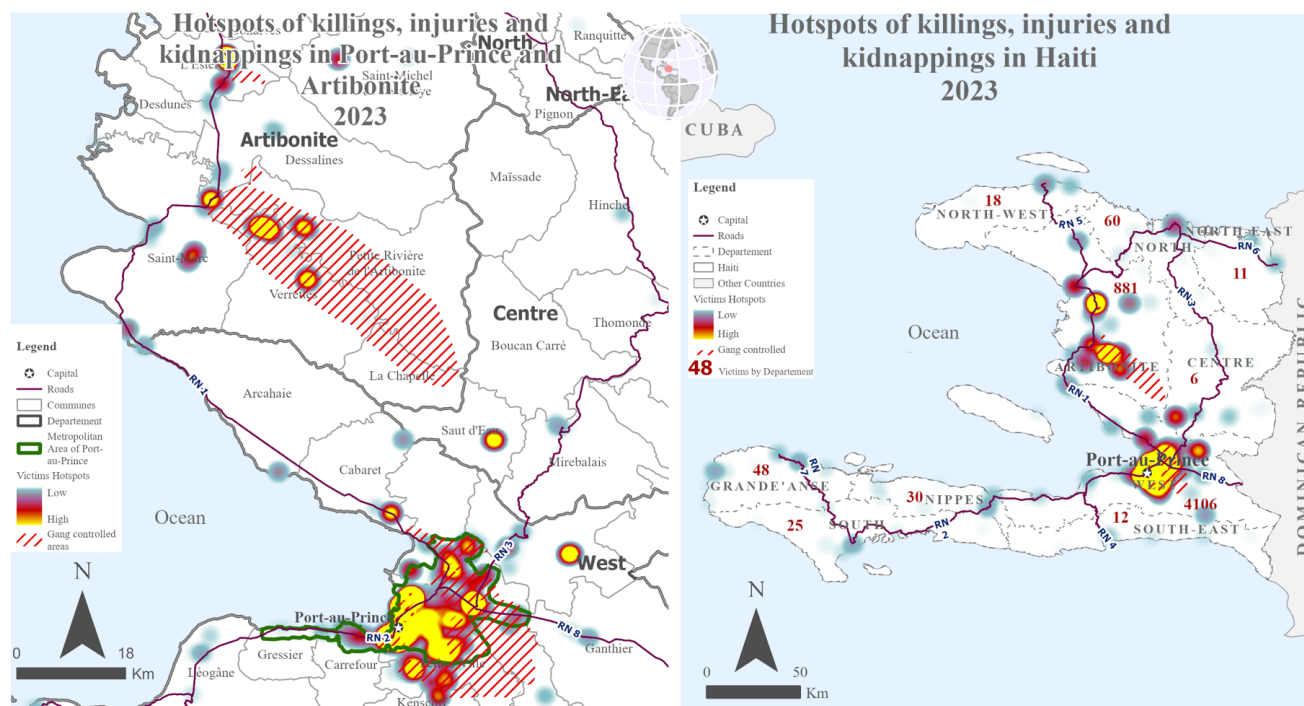 Hotspots of killings, injuries and
kidnappings in Port-au-Prince and
Artibonite
2023
L'Estère
Desdunes
Saint-Michel
North
Ranquitte
North-Ea
Pignon
Artibonite
Dessalines
Maïssade
Hinche
Saint-Marc
Petite Rivière
de l'Artibonite
Verrettes
Centre
Thomonde
Boucan Carré
La Chapelle
RN 1
Arcahaie
Saut d'Eau
Mirebalais
Cabaret
Ocean
RN 3
West
Port-au-Prince
RN 2
RN 8
Ganthier
Gressier
Carrefour
Léogâne
Kenscoff
Legend
Capital
Roads
Communes
Departement
Metropolitan
Area of Port-
au-Prince
Victims Hotspots
Low
High
Gang controlled
areas
N
0 18
Km
Hotspots of killings, injuries and
kidnappings in Haiti
2023
CUBA
Legend
Capital
Roads
Departement
Haiti
Other Countries
Victims Hotspots
Low
High
Gang controlled
48 Victims by Departement
18
NORTH-WEST
60
RN 5
NORTH
NORTH-EAST
RN 6
11
881
RN 3
Ocean
ARTIBONITE
CENTRE
6
RN 1
Port-au-Prince
WEST
RN 8
4106
48
RN 7
GRANDE'ANSE
30
NIPPES
25
SOUTH
RN 2
12
SOUTH-EAST
RN 4
DOMINICAN REPUBLIC
N
0 50
Km